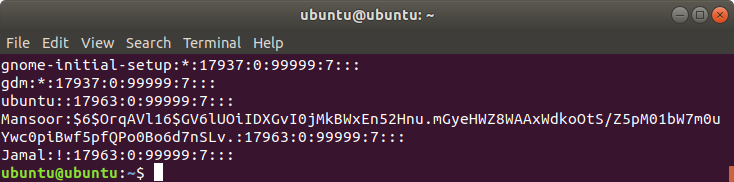 ubuntu@ubuntu: ~
File Edit View Search Terminal Help
gnome-initial-setup:*:17937:0:99999:7:::
gdm:*:17937:0:99999:7:::
ubuntu::17963:0:99999:7:::
Mansoor:$6$OrqAVl16$GV6lUOiIDXGvI0jMkBWxEn52Hnu.mGyeHWZ8WAAxWdkoOtS/Z5pM01bW7m0u
Ywc0piBwf5pfQPo0Bo6d7nSLv.:17963:0:99999:7:::
Jamal:!:17963:0:99999:7:::
ubuntu@ubuntu:~$